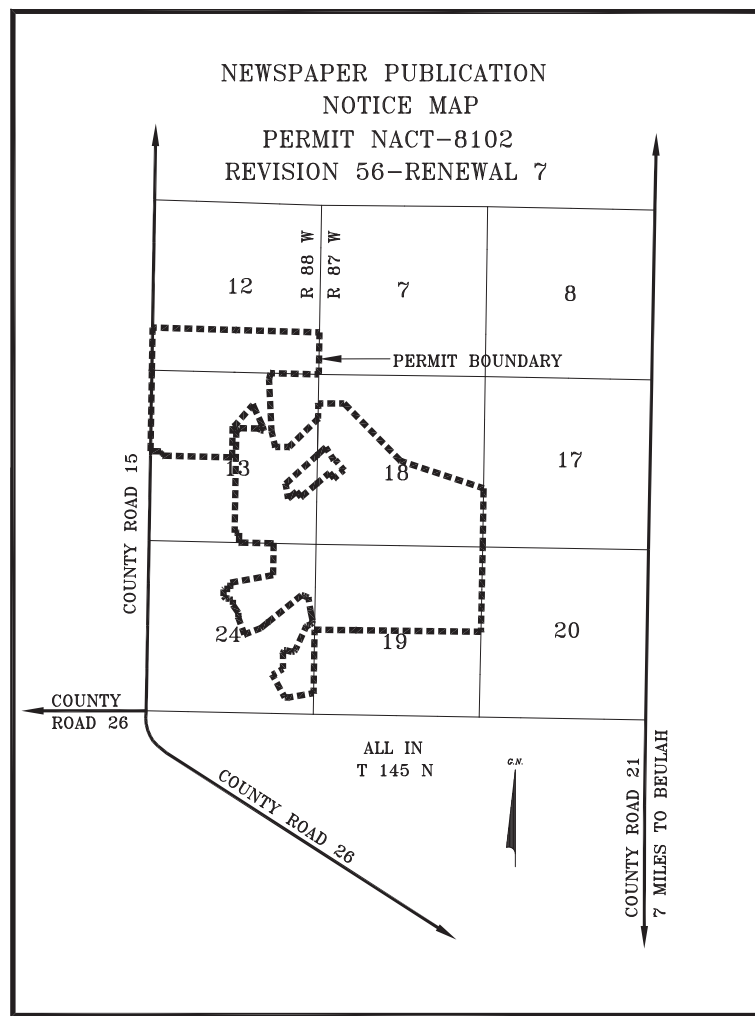 NEWSPAPER PUBLICATION
NOTICE MAP
PERMIT NACT-8102
REVISION 56-RENEWAL 7
R 88 W
R 87 W
12
7
8
PERMIT BOUNDARY
13
18
17
COUNTY ROAD 15
24
19
20
COUNTY
ROAD 26
ALL IN
T 145 N
G.N.
COUNTY ROAD 26
COUNTY ROAD 21
7 MILES TO BEULAH